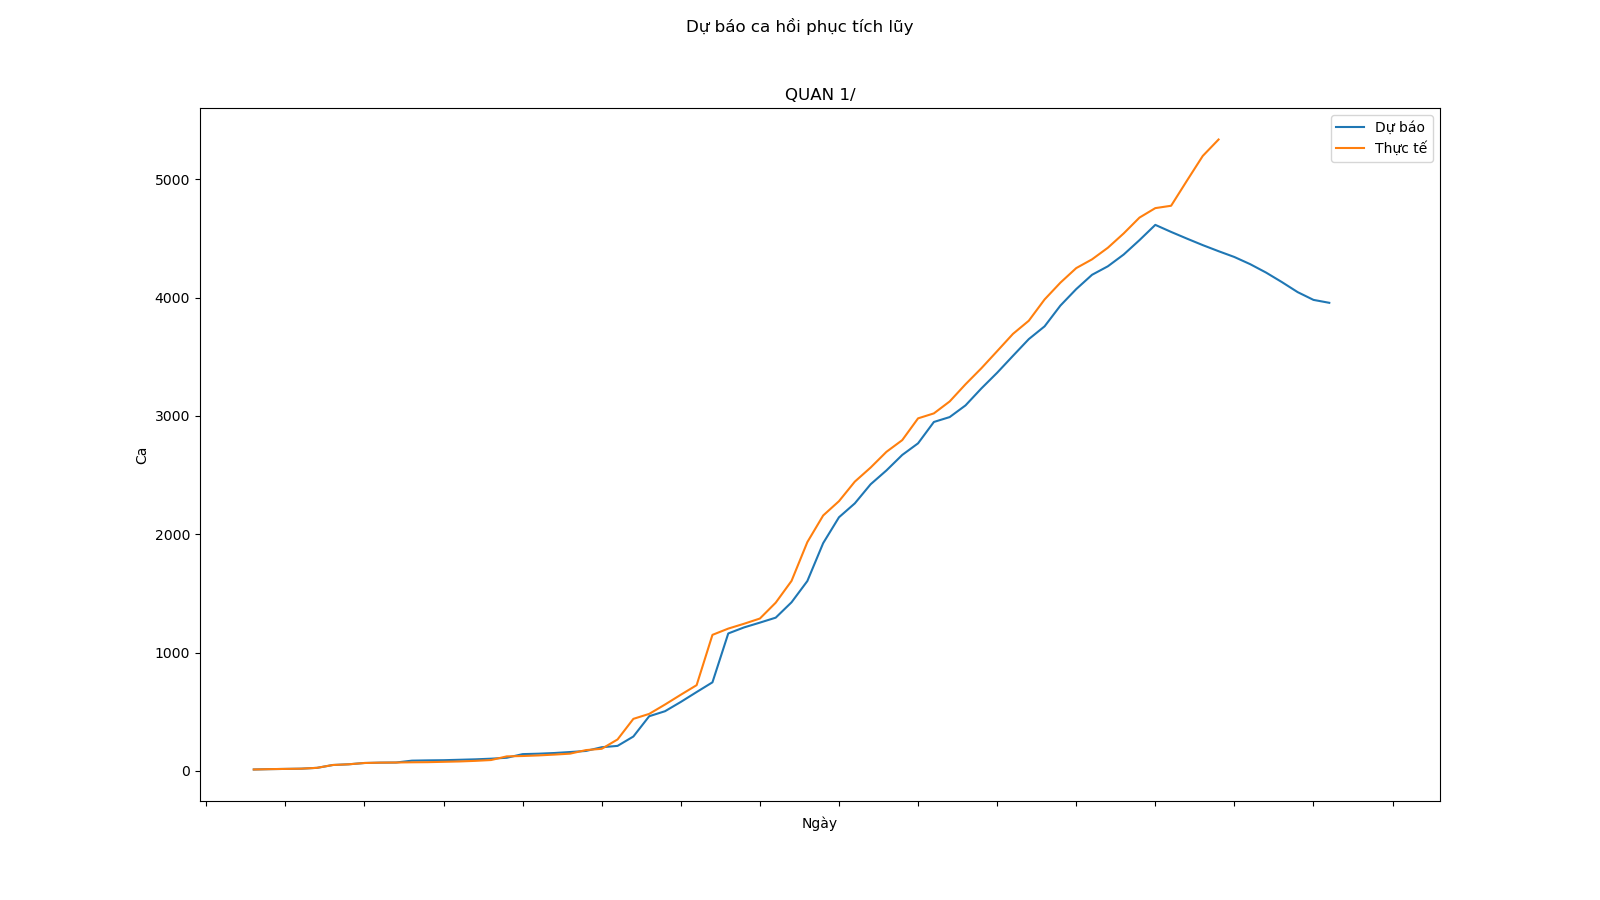 Dự báo ca hồi phục tích lũy
QUAN 1/
Dự báo
Thực tế
5000
4000
3000
2000
1000
0
Ca
Ngày